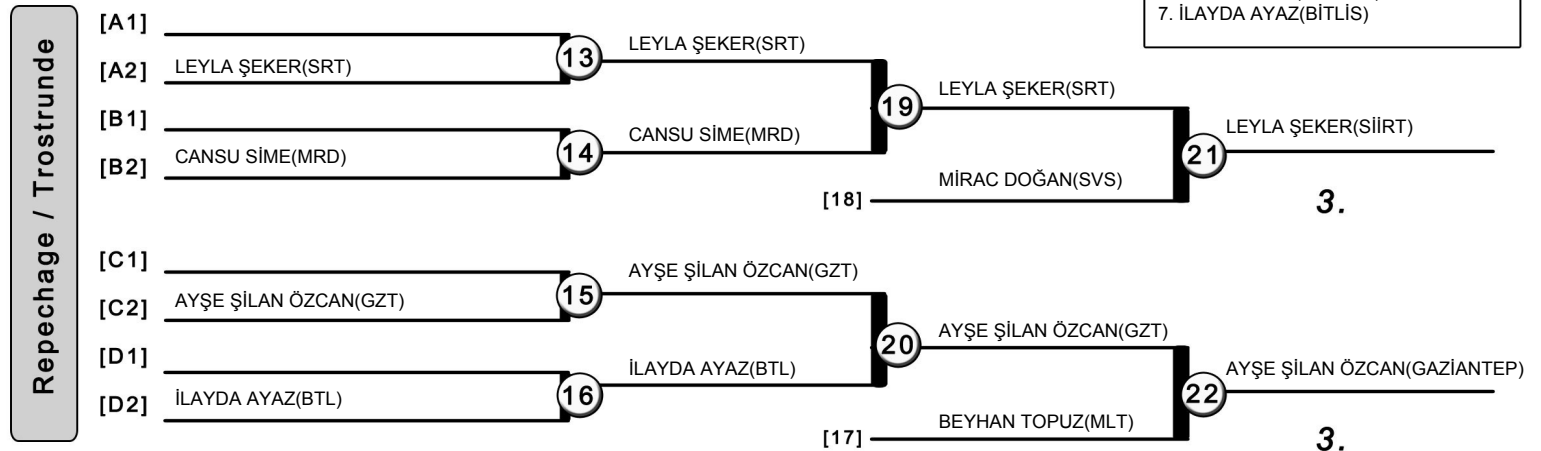 7. İLAYDA AYAZ(BİTLİS)
Repechage / Trostrunde
[A1]
[A2] LEYLA ŞEKER(SRT)
13
LEYLA ŞEKER(SRT)
[B1]
[B2] CANSU SİME(MRD)
14
CANSU SİME(MRD)
19
LEYLA ŞEKER(SRT)
[18] MİRAC DOĞAN(SVS)
21
LEYLA ŞEKER(SİİRT)
3.
[C1]
[C2] AYŞE ŞİLAN ÖZCAN(GZT)
15
AYŞE ŞİLAN ÖZCAN(GZT)
[D1]
[D2] İLAYDA AYAZ(BTL)
16
İLAYDA AYAZ(BTL)
20
AYŞE ŞİLAN ÖZCAN(GZT)
[17] BEYHAN TOPUZ(MLT)
22
AYŞE ŞİLAN ÖZCAN(GAZİANTEP)
3.